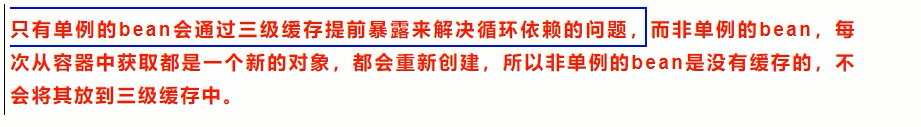 只有单例的bean会通过三级缓存提前暴露来解决循环依赖的问题，而非单例的bean，每
次从容器中获取都是一个新的对象，都会重新创建，所以非单例的bean是没有缓存的，不
会将其放到三级缓存中。